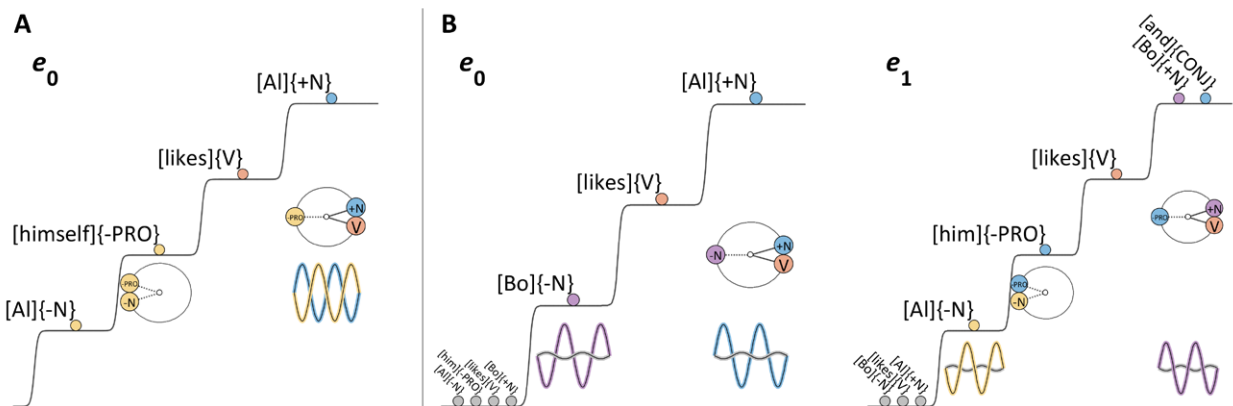 A
e0
[Al]{+N}
[likes]{V}
[himself]{-PRO}
[Al]{-N}
-PRO
+N
V
-PRO
-N
B
e0
[Al]{+N}
[likes]{V}
[Bo]{-N}
-N
+N
V
[Al]{-N}
[him]{-PRO}
[likes]{V}
[Bo]{+N}
e1
[and]{CONJ}
[Bo]{+N}
[likes]{V}
[him]{-PRO}
[Al]{-N}
-PRO
+N
V
-PRO
-N
[Bo]{-N}
[likes]{V}
[Al]{+N}